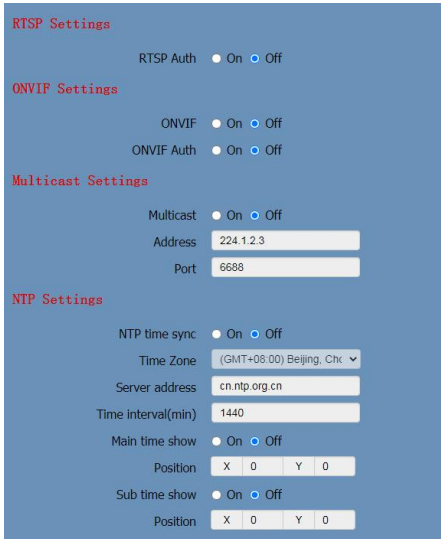 RTSP Settings
RTSP Auth On Off
ONVIF Settings
ONVIF On Off
ONVIF Auth On Off
Multicast Settings
Multicast On Off
Address 224.1.2.3
Port 6688
NTP Settings
NTP time sync On Off
Time Zone (GMT+08:00) Beijing, Chc
Server address cn.ntp.org.cn
Time interval(min) 1440
Main time show On Off
Position X 0 Y 0
Sub time show On Off
Position X 0 Y 0